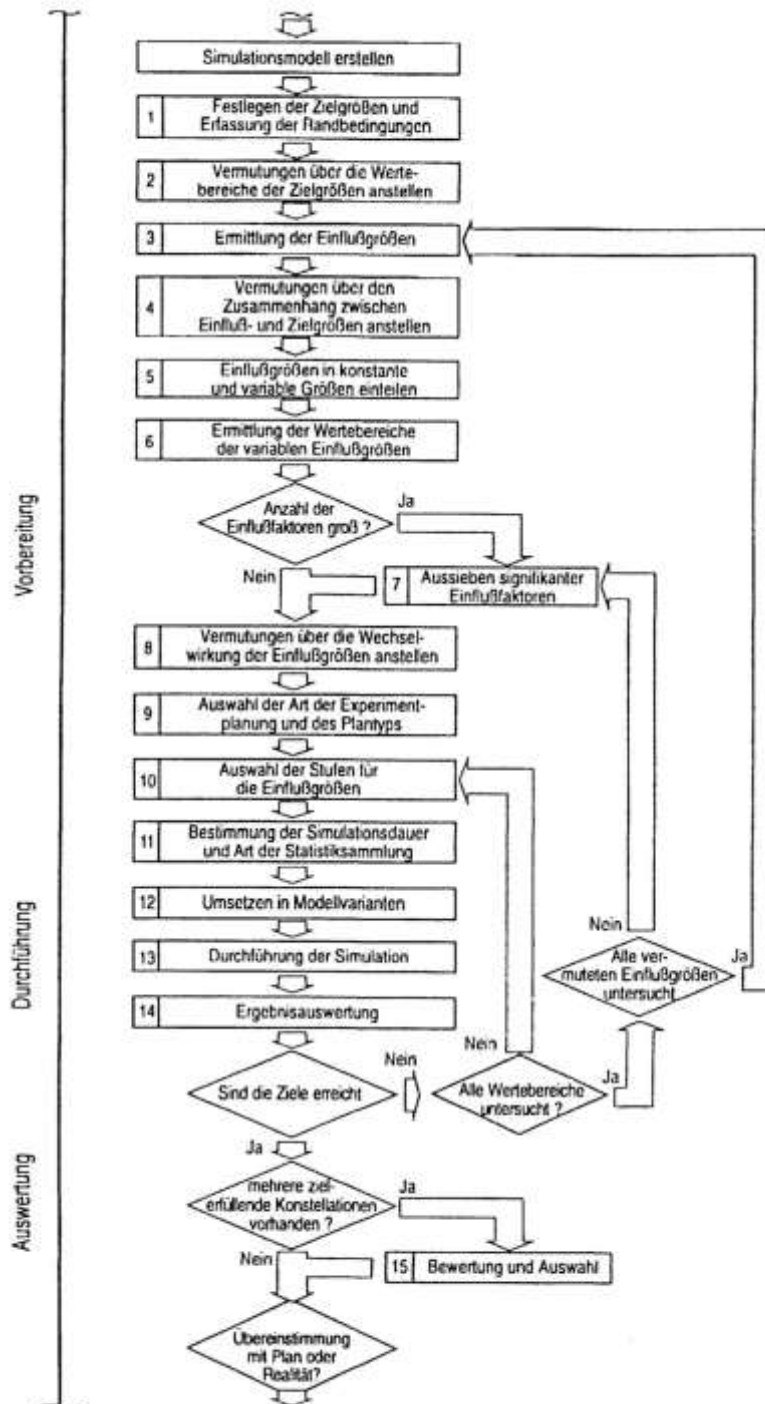 Simulationsmodell erstellen
1
Festlegen der Zielgrößen und
Erfassung der Randbedingungen
2
Vermutungen über die Werte-
bereiche der Zielgrößen anstellen
3
Ermittlung der Einflußgrößen
4
Vermutungen über den
Zusammenhang zwischen
Einfluß- und Zielgrößen anstellen
5
Einflußgrößen in konstante
und variable Größen einteilen
6
Ermittlung der Wertebereiche
der variablen Einflußgrößen
Vorbereitung
Anzahl der
Einflußfaktoren groß ?
Ja
Nein
7
Aussieben signifikanter
Einflußfaktoren
8
Vermutungen über die Wechsel-
wirkung der Einflußgrößen anstellen
9
Auswahl der Art der Experiment-
planung und des Plantyps
10
Auswahl der Stufen für
die Einflußgrößen
11
Bestimmung der Simulationsdauer
und Art der Statistiksammlung
Durchführung
12
Umsetzen in Modellvarianten
13
Durchführung der Simulation
14
Ergebnisauswertung
Nein
Alle ver-
muteten Einflußgrößen
untersucht
Ja
Sind die Ziele erreicht
Nein
Nein
Alle Wertebereiche
untersucht ?
Ja
Auswertung
Ja
mehrere ziel-
erfüllende Konstellationen
vorhanden ?
Ja
Nein
15
Bewertung und Auswahl
Übereinstimmung
mit Plan oder
Realität?